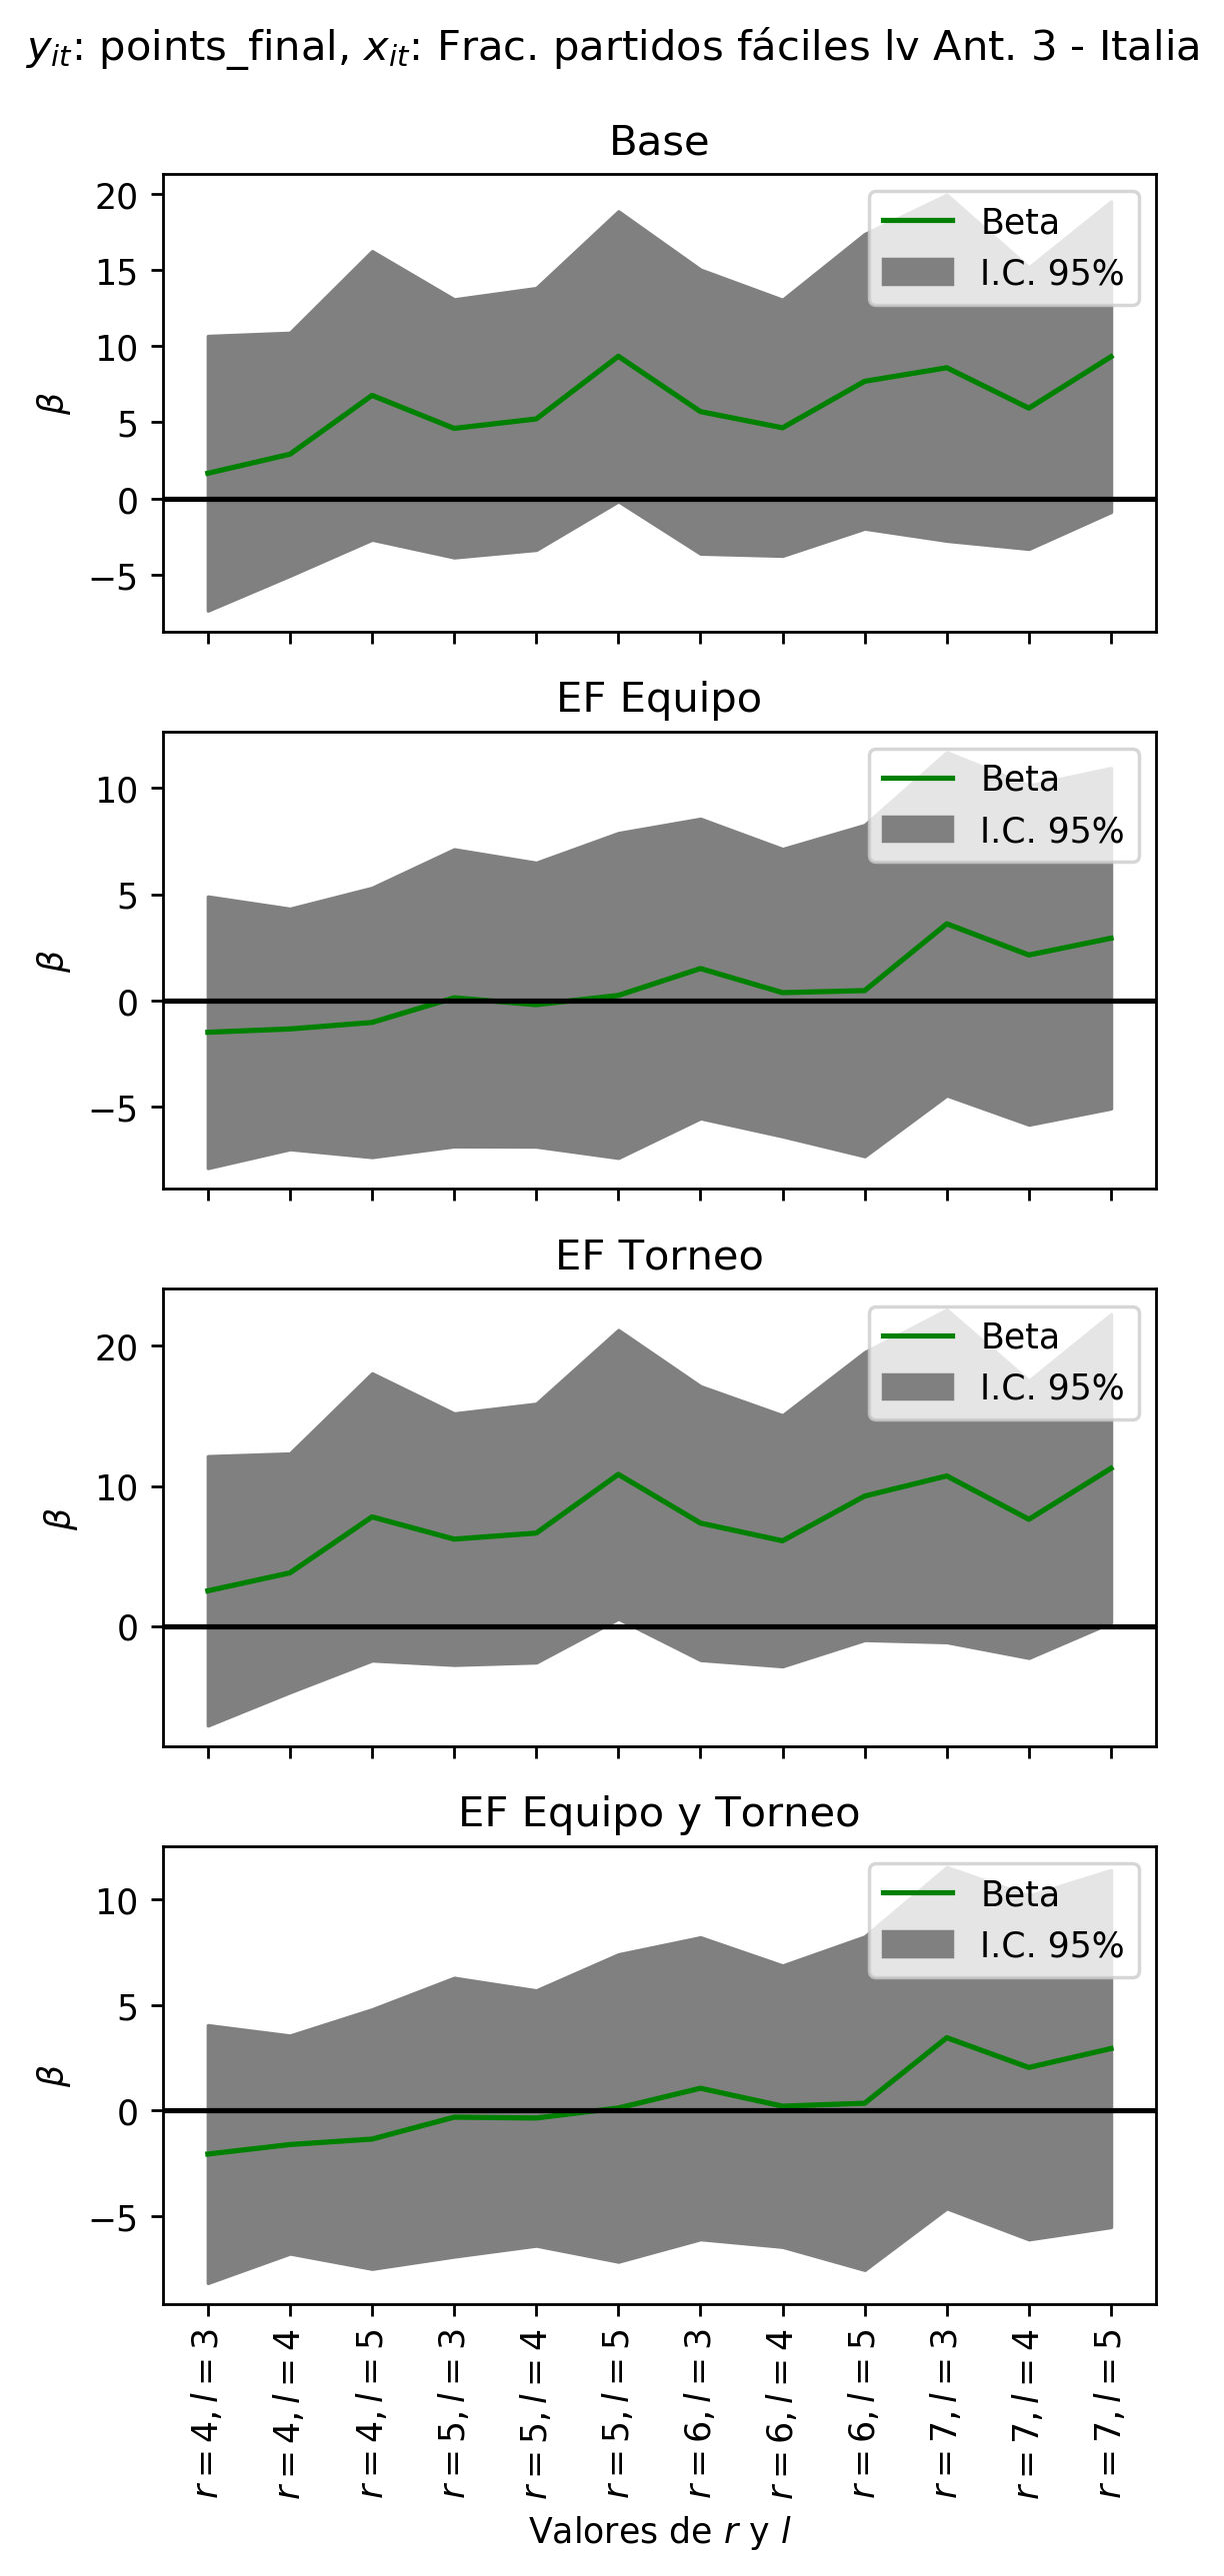 y_it: points_final, x_it: Frac. partidos fáciles lv Ant. 3 - Italia
Base
20
15
10
5
0
−5
β
Beta
I.C. 95%
EF Equipo
10
5
0
−5
β
Beta
I.C. 95%
EF Torneo
20
10
0
β
Beta
I.C. 95%
EF Equipo y Torneo
10
5
0
−5
β
Beta
I.C. 95%
r = 4, l = 3
r = 4, l = 4
r = 4, l = 5
r = 5, l = 3
r = 5, l = 4
r = 5, l = 5
r = 6, l = 3
r = 6, l = 4
r = 6, l = 5
r = 7, l = 3
r = 7, l = 4
r = 7, l = 5
Valores de r y l